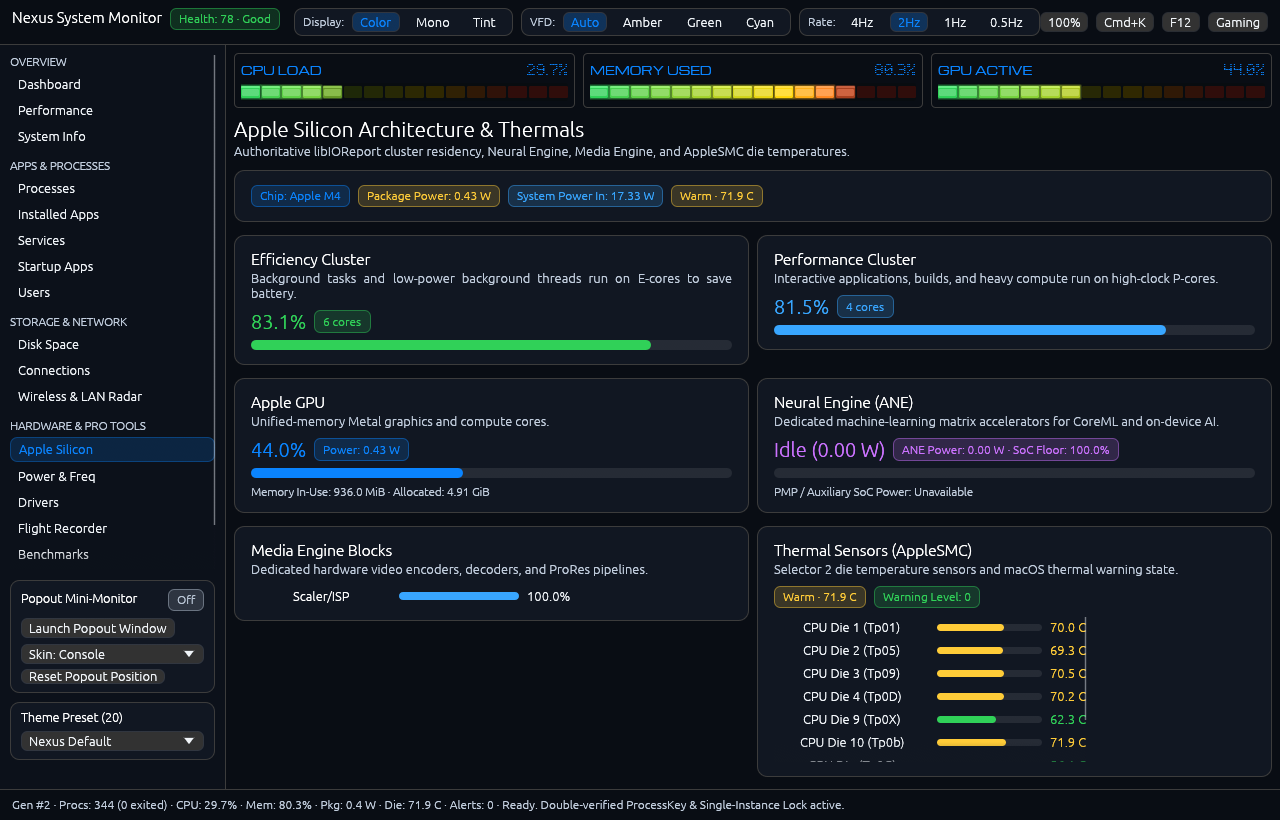 Nexus System Monitor
Health: 78 · Good
Display: Color Mono Tint
VFD: Auto Amber Green Cyan
Rate: 4Hz 2Hz 1Hz 0.5Hz
100% Cmd+K F12 Gaming
OVERVIEW
Dashboard
Performance
System Info
APPS & PROCESSES
Processes
Installed Apps
Services
Startup Apps
Users
STORAGE & NETWORK
Disk Space
Connections
Wireless & LAN Radar
HARDWARE & PRO TOOLS
Apple Silicon
Power & Freq
Drivers
Flight Recorder
Benchmarks
Popout Mini-Monitor Off
Launch Popout Window
Skin: Console
Reset Popout Position
Theme Preset (20)
Nexus Default
CPU LOAD 29.7%
MEMORY USED 80.3%
GPU ACTIVE 44.0%
Apple Silicon Architecture & Thermals
Authoritative libIOReport cluster residency, Neural Engine, Media Engine, and AppleSMC die temperatures.
Chip: Apple M4
Package Power: 0.43 W
System Power In: 17.33 W
Warm · 71.9 C
Efficiency Cluster
Background tasks and low-power background threads run on E-cores to save
battery.
83.1% 6 cores
Performance Cluster
Interactive applications, builds, and heavy compute run on high-clock P-cores.
81.5% 4 cores
Apple GPU
Unified-memory Metal graphics and compute cores.
44.0% Power: 0.43 W
Memory In-Use: 936.0 MiB · Allocated: 4.91 GiB
Neural Engine (ANE)
Dedicated machine-learning matrix accelerators for CoreML and on-device AI.
Idle (0.00 W) ANE Power: 0.00 W · SoC Floor: 100.0%
PMP / Auxiliary SoC Power: Unavailable
Media Engine Blocks
Dedicated hardware video encoders, decoders, and ProRes pipelines.
Scaler/ISP 100.0%
Thermal Sensors (AppleSMC)
Selector 2 die temperature sensors and macOS thermal warning state.
Warm · 71.9 C Warning Level: 0
CPU Die 1 (Tp01) 70.0 C
CPU Die 2 (Tp05) 69.3 C
CPU Die 3 (Tp09) 70.5 C
CPU Die 4 (Tp0D) 70.2 C
CPU Die 9 (Tp0X) 62.3 C
CPU Die 10 (Tp0b) 71.9 C
Gen #2 · Procs: 344 (0 exited) · CPU: 29.7% · Mem: 80.3% · Pkg: 0.4 W · Die: 71.9 C · Alerts: 0 · Ready. Double-verified ProcessKey & Single-Instance Lock active.